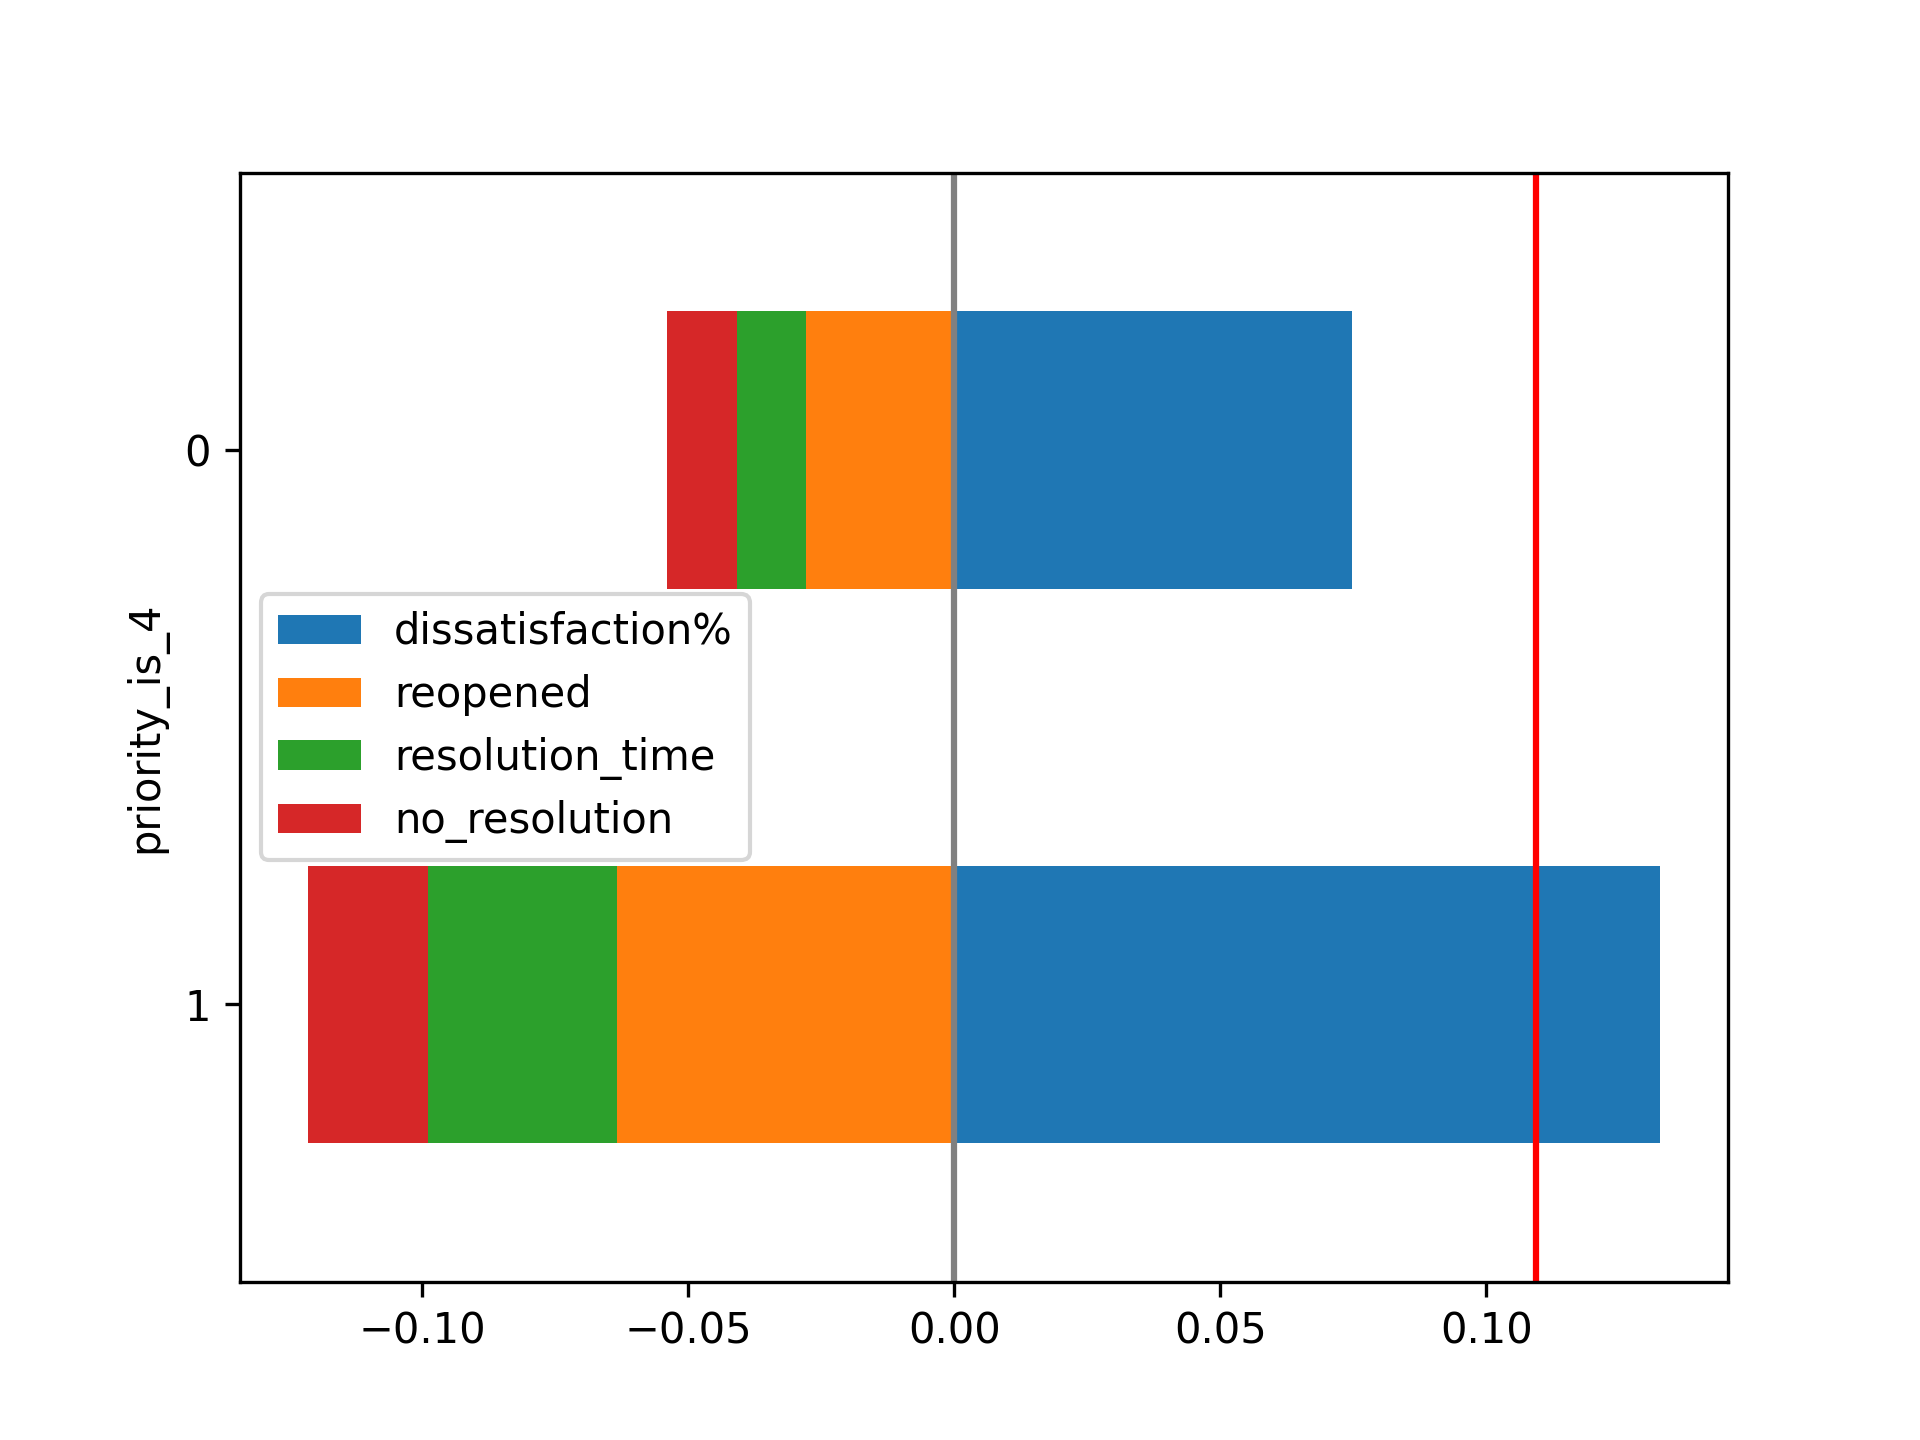 0
dissatisfaction%
reopened
resolution_time
no_resolution
priority_is_4
1
−0.10 −0.05 0.00 0.05 0.10